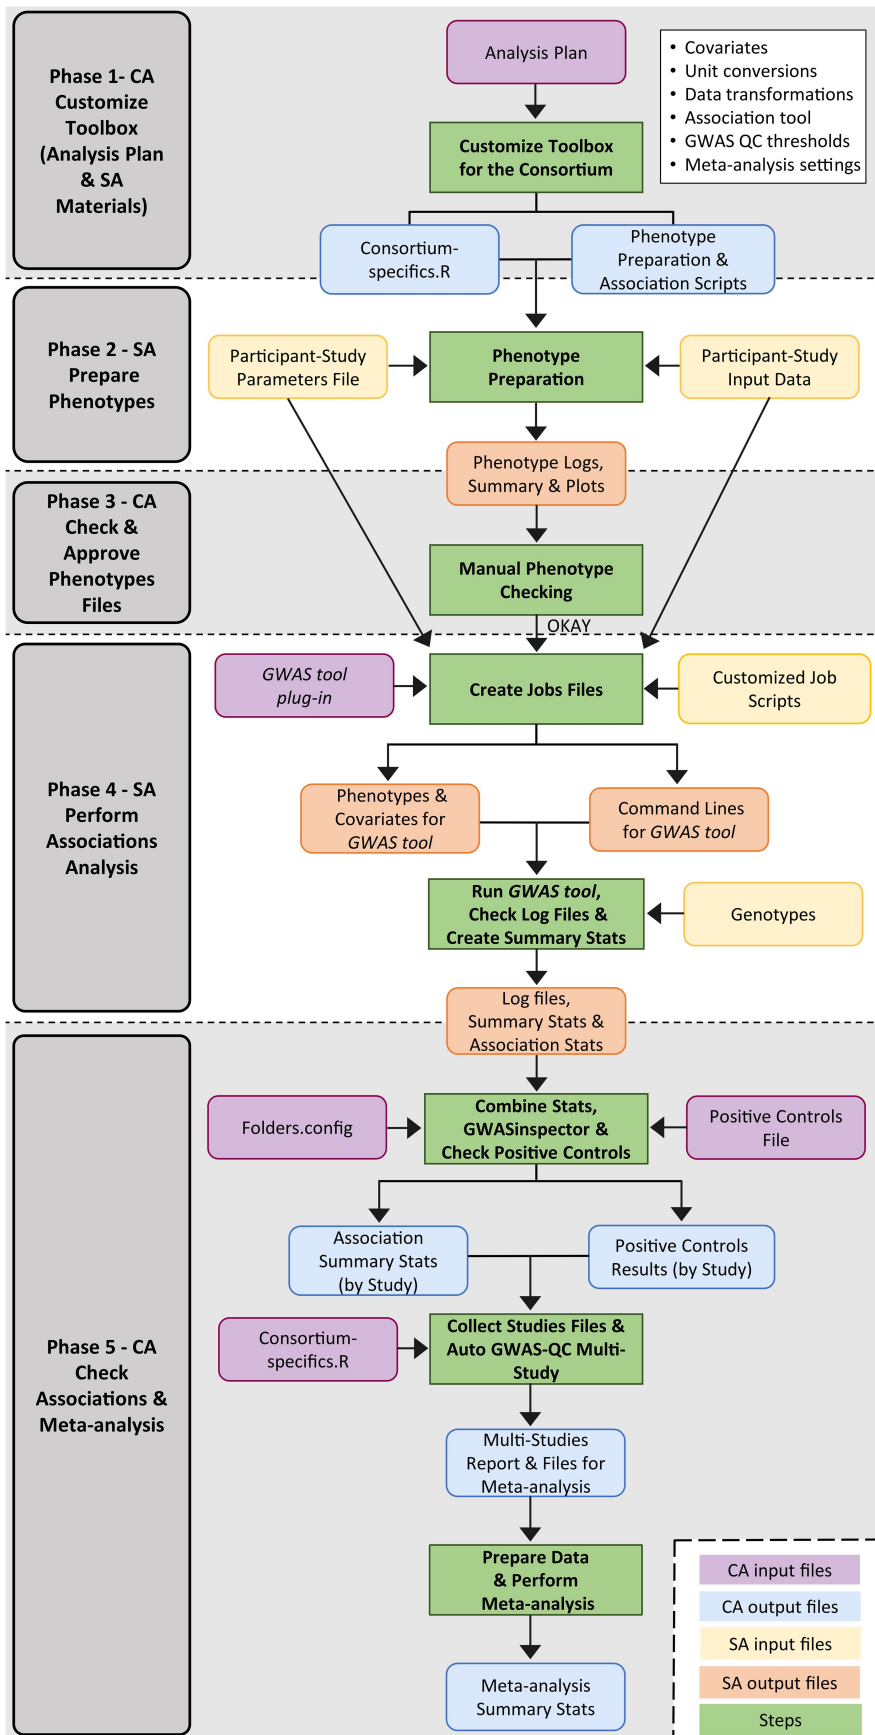 Phase 1- CA
Customize
Toolbox
(Analysis Plan
& SA
Materials)
Analysis Plan
• Covariates
• Unit conversions
• Data transformations
• Association tool
• GWAS QC thresholds
• Meta-analysis settings
Customize Toolbox
for the Consortium
Consortium-
specifics.R
Phenotype
Preparation &
Association Scripts
Phase 2 - SA
Prepare
Phenotypes
Participant-Study
Parameters File
Phenotype
Preparation
Participant-Study
Input Data
Phenotype Logs,
Summary & Plots
Phase 3 - CA
Check &
Approve
Phenotypes
Files
Manual Phenotype
Checking
OKAY
Phase 4 - SA
Perform
Associations
Analysis
GWAS tool
plug-in
Create Jobs Files
Customized Job
Scripts
Phenotypes &
Covariates for
GWAS tool
Command Lines
for GWAS tool
Run GWAS tool,
Check Log Files &
Create Summary Stats
Genotypes
Log files,
Summary Stats &
Association Stats
Phase 5 - CA
Check
Associations &
Meta-analysis
Folders.config
Combine Stats,
GWASinspector &
Check Positive Controls
Positive Controls
File
Association
Summary Stats
(by Study)
Positive Controls
Results (by Study)
Consortium-
specifics.R
Collect Studies Files &
Auto GWAS-QC Multi-
Study
Multi-Studies
Report & Files for
Meta-analysis
Prepare Data
& Perform
Meta-analysis
Meta-analysis
Summary Stats
CA input files
CA output files
SA input files
SA output files
Steps